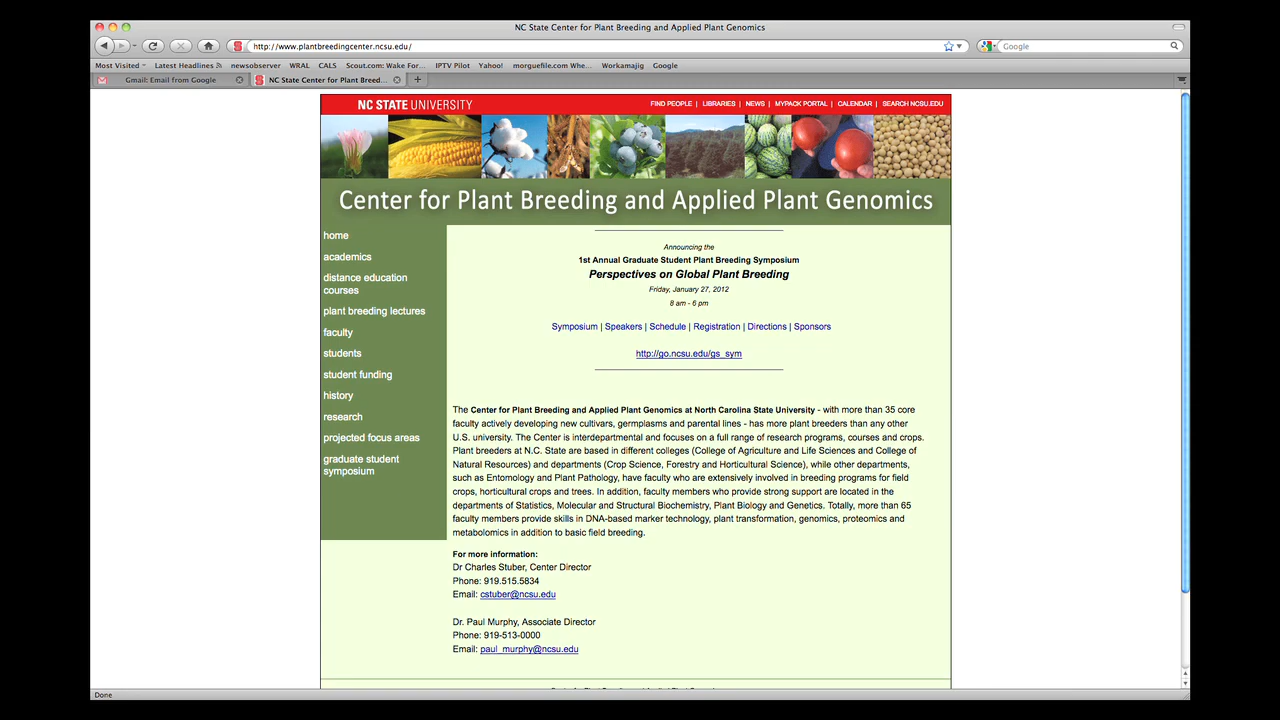 NC State Center for Plant Breeding and Applied Plant Genomics
http://www.plantbreedingcenter.ncsu.edu/
Google
Most Visited Latest Headlines newsobserver WRAL CALS Scout.com: Wake For... IPTV Pilot Yahoo! morguefile.com Whe... Workamajig Google
Gmail: Email from Google NC State Center for Plant Breed...
NC STATE UNIVERSITY
FIND PEOPLE | LIBRARIES | NEWS | MYPACK PORTAL | CALENDAR | SEARCH NCSU.EDU
Center for Plant Breeding and Applied Plant Genomics
home
academics
distance education
courses
plant breeding lectures
faculty
students
student funding
history
research
projected focus areas
graduate student
symposium
Announcing the
1st Annual Graduate Student Plant Breeding Symposium
Perspectives on Global Plant Breeding
Friday, January 27, 2012
8 am - 6 pm
Symposium | Speakers | Schedule | Registration | Directions | Sponsors
http://go.ncsu.edu/gs_sym
The Center for Plant Breeding and Applied Plant Genomics at North Carolina State University - with more than 35 core
faculty actively developing new cultivars, germplasms and parental lines - has more plant breeders than any other
U.S. university. The Center is interdepartmental and focuses on a full range of research programs, courses and crops.
Plant breeders at N.C. State are based in different colleges (College of Agriculture and Life Sciences and College of
Natural Resources) and departments (Crop Science, Forestry and Horticultural Science), while other departments,
such as Entomology and Plant Pathology, have faculty who are extensively involved in breeding programs for field
crops, horticultural crops and trees. In addition, faculty members who provide strong support are located in the
departments of Statistics, Molecular and Structural Biochemistry, Plant Biology and Genetics. Totally, more than 65
faculty members provide skills in DNA-based marker technology, plant transformation, genomics, proteomics and
metabolomics in addition to basic field breeding.
For more information:
Dr Charles Stuber, Center Director
Phone: 919.515.5834
Email: cstuber@ncsu.edu
Dr. Paul Murphy, Associate Director
Phone: 919-513-0000
Email: paul_murphy@ncsu.edu
Done